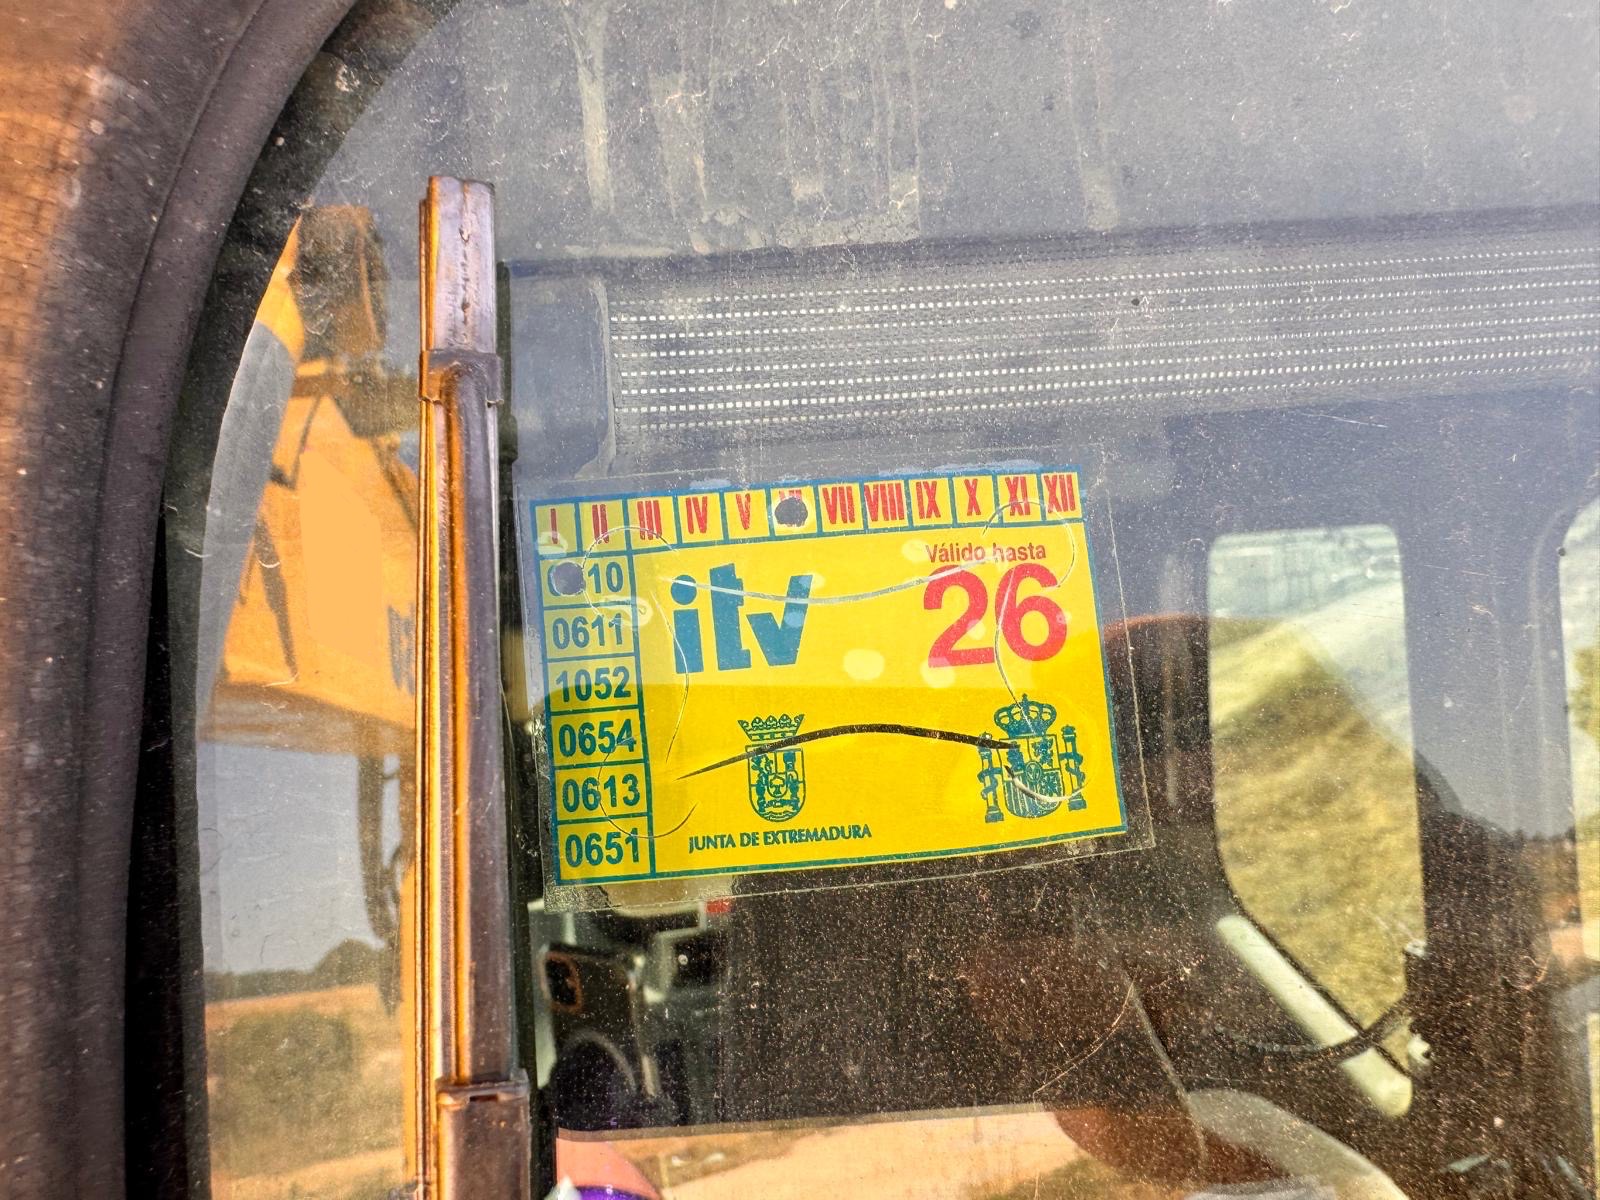 I II III IV V VII VIII IX X XI XII
Válido hasta
10
itv
26
0611
1052
0654
0613
0651
JUNTA DE EXTREMADURA